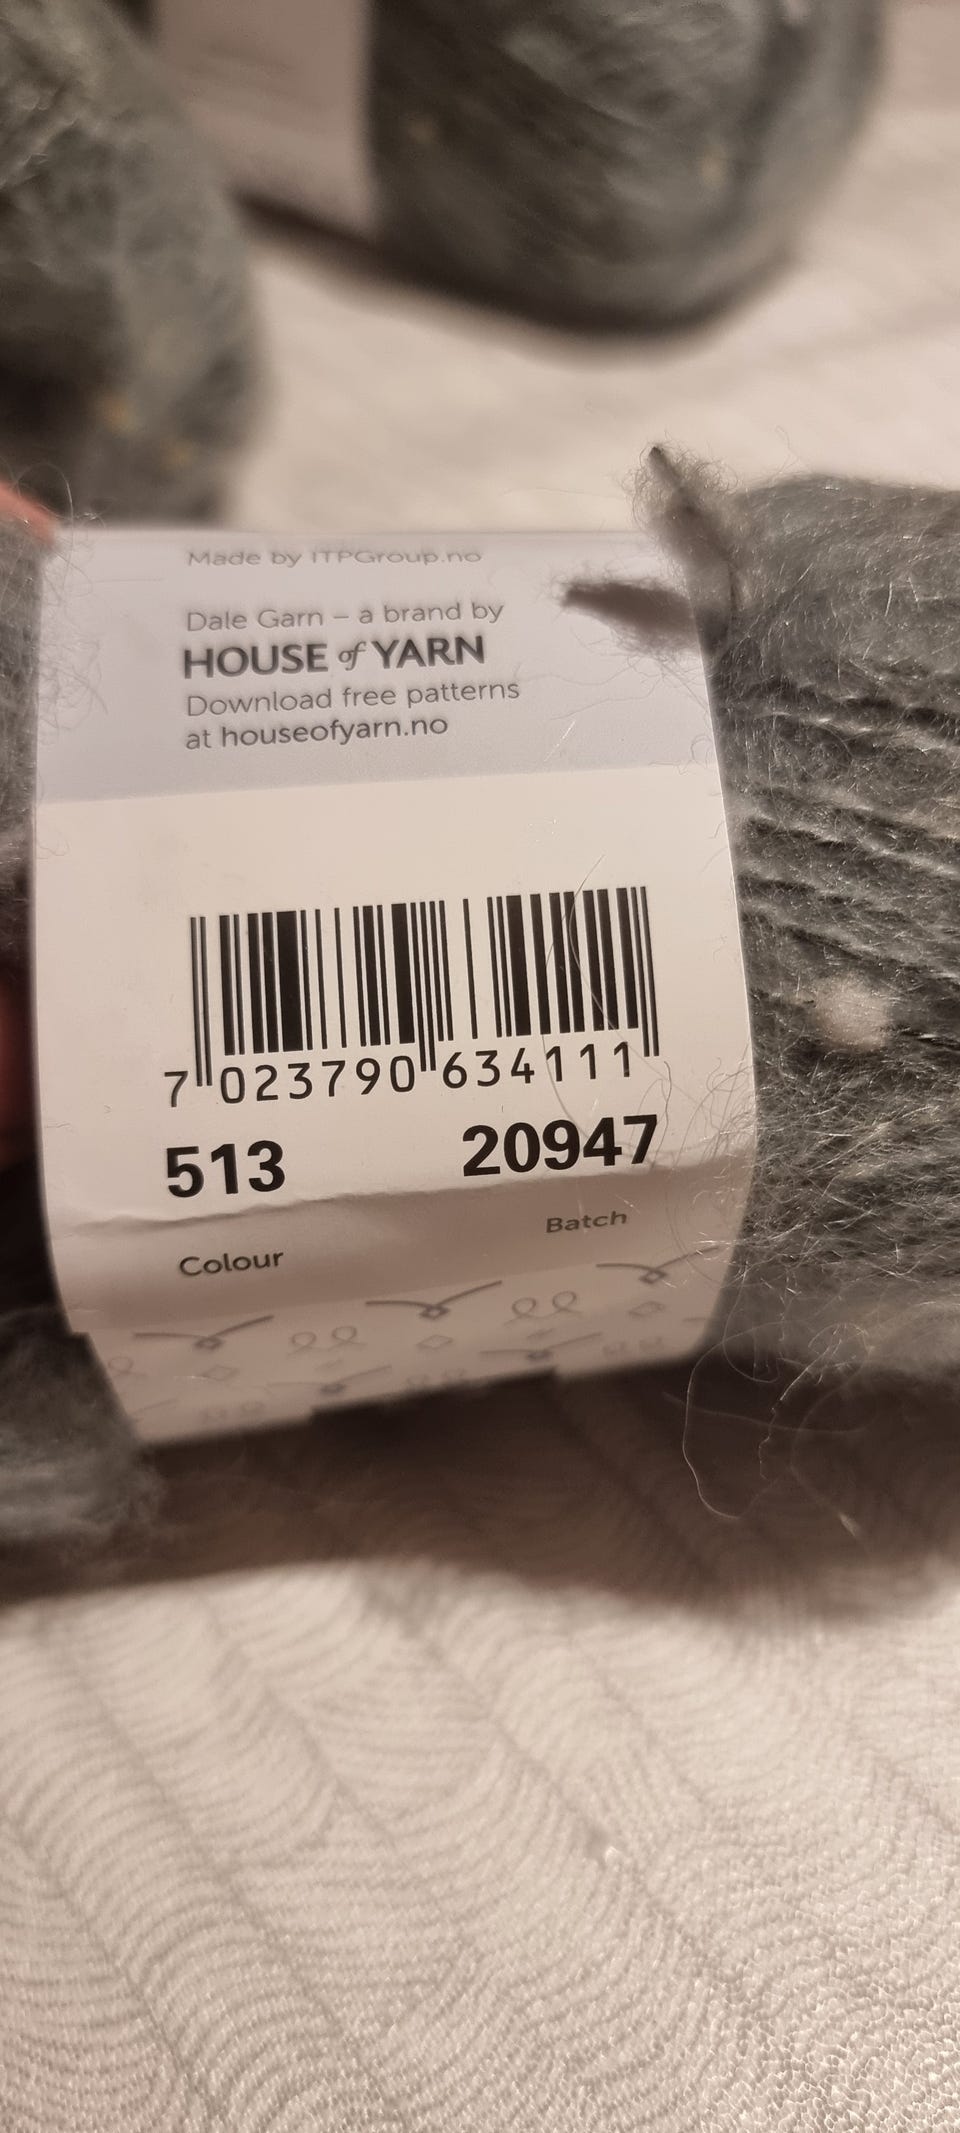 Made by ITPGroup.no
Dale Garn – a brand by
HOUSE of YARN
Download free patterns
at houseofyarn.no
7 023790 634111
513 20947
Colour Batch